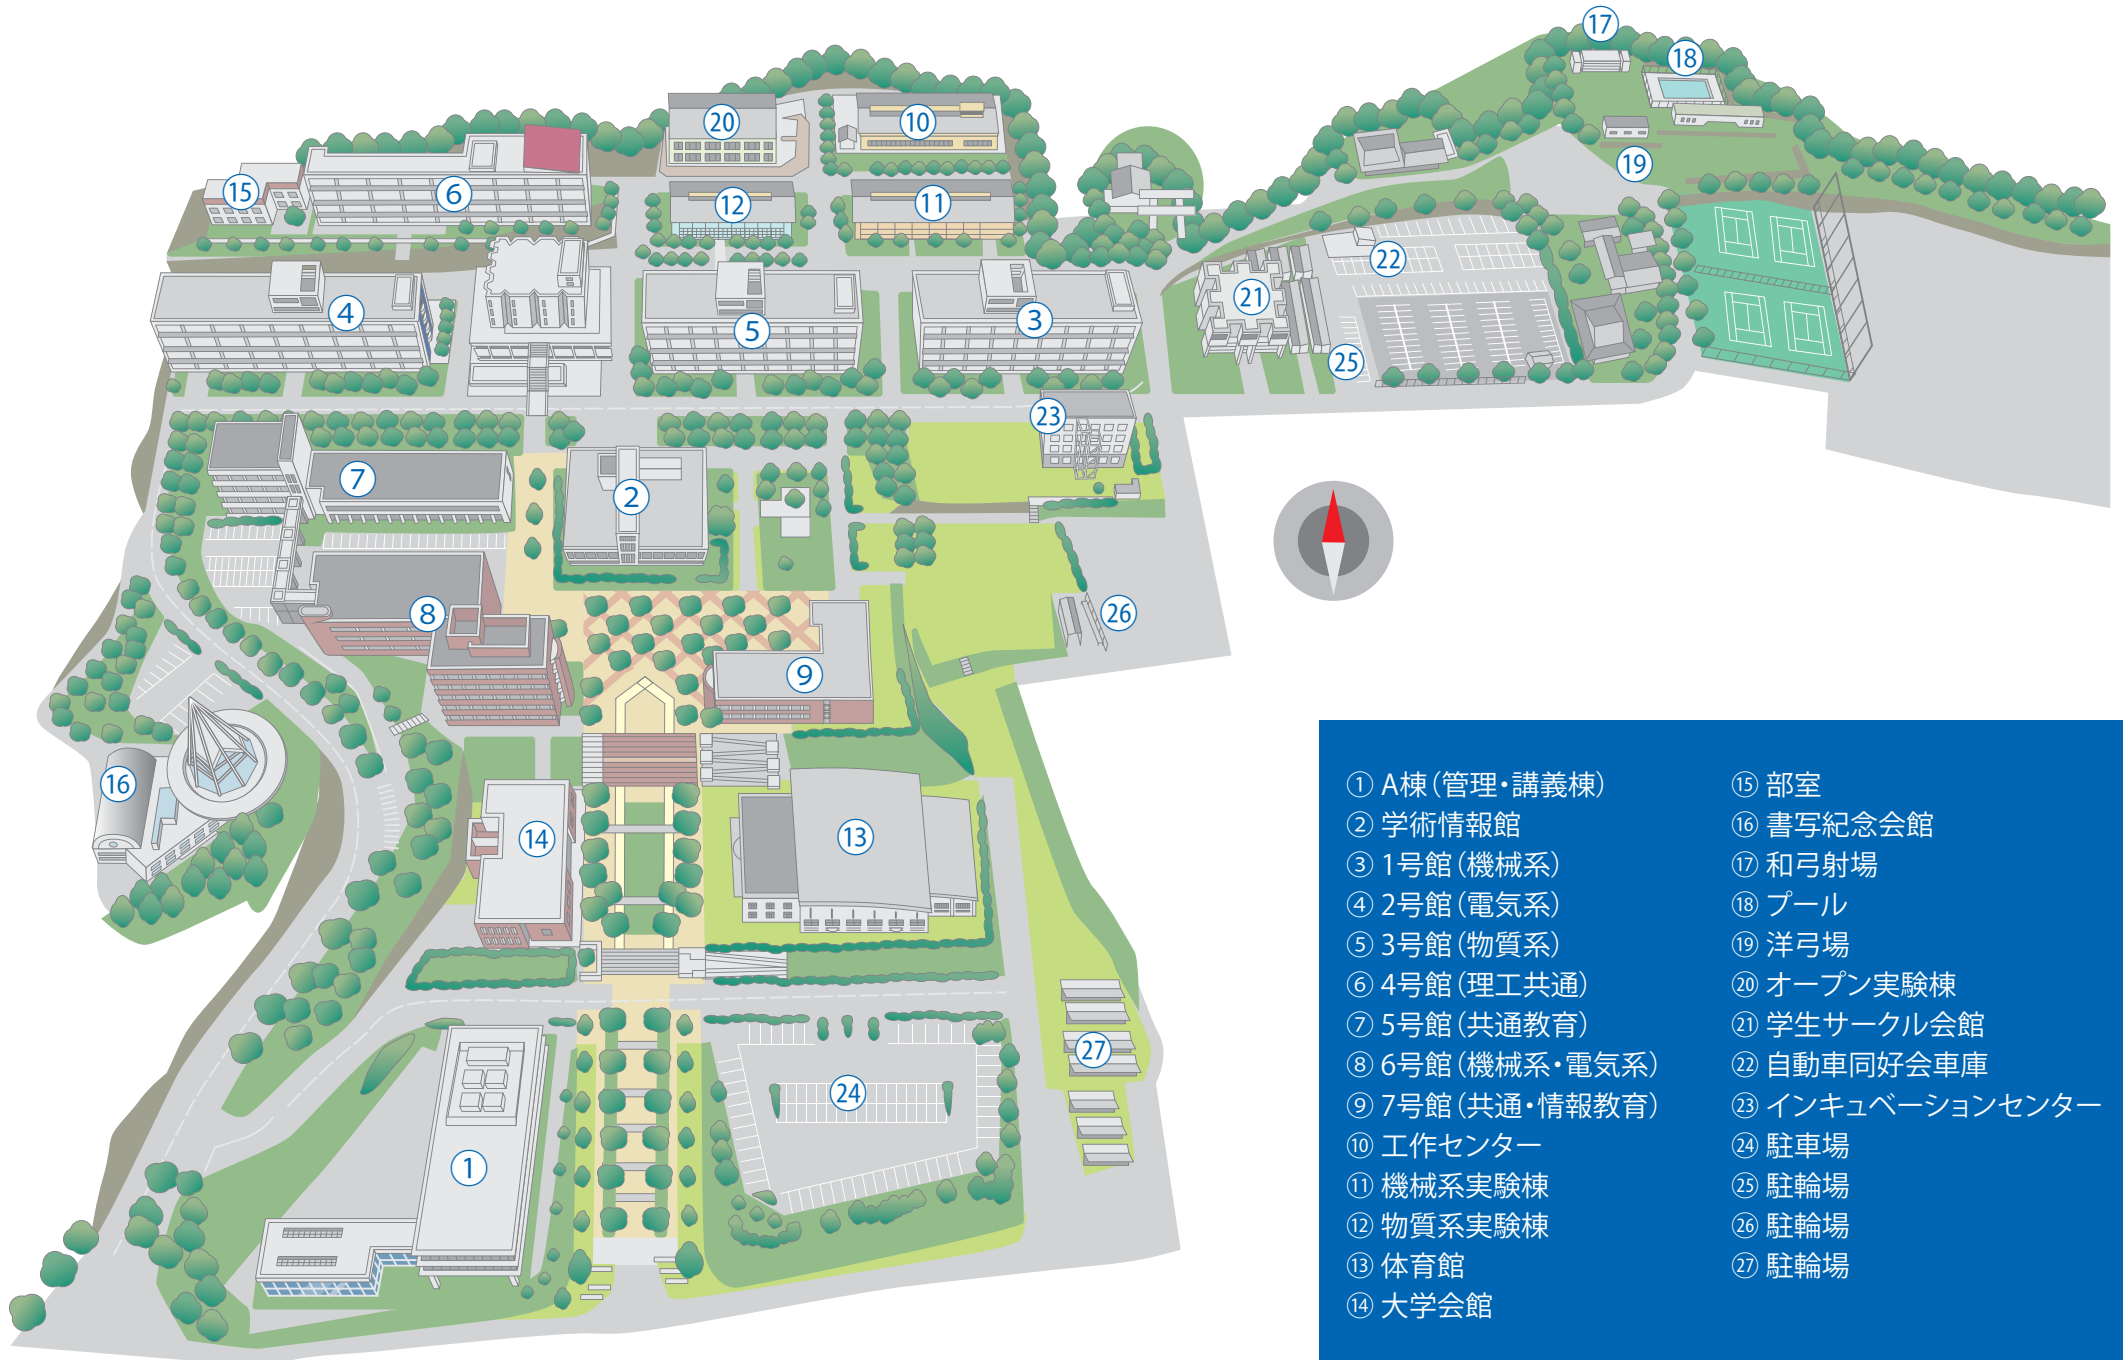 ⑰
⑱
⑳
⑩
⑲
⑮
⑥
⑫
⑪
㉒
㉑
④
⑤
③
㉕
㉓
⑦
②
⑧
㉖
⑨
⑯
⑭
⑬
㉗
㉔
①
① A棟（管理・講義棟）
② 学術情報館
③ 1号館（機械系）
④ 2号館（電気系）
⑤ 3号館（物質系）
⑥ 4号館（理工共通）
⑦ 5号館（共通教育）
⑧ 6号館（機械系・電気系）
⑨ 7号館（共通・情報教育）
⑩ 工作センター
⑪ 機械系実験棟
⑫ 物質系実験棟
⑬ 体育館
⑭ 大学会館
⑮ 部室
⑯ 書写紀念会館
⑰ 和弓射場
⑱ プール
⑲ 洋弓場
⑳ オープン実験棟
㉑ 学生サークル会館
㉒ 自動車同好会車庫
㉓ インキュベーションセンター
㉔ 駐車場
㉕ 駐輪場
㉖ 駐輪場
㉗ 駐輪場